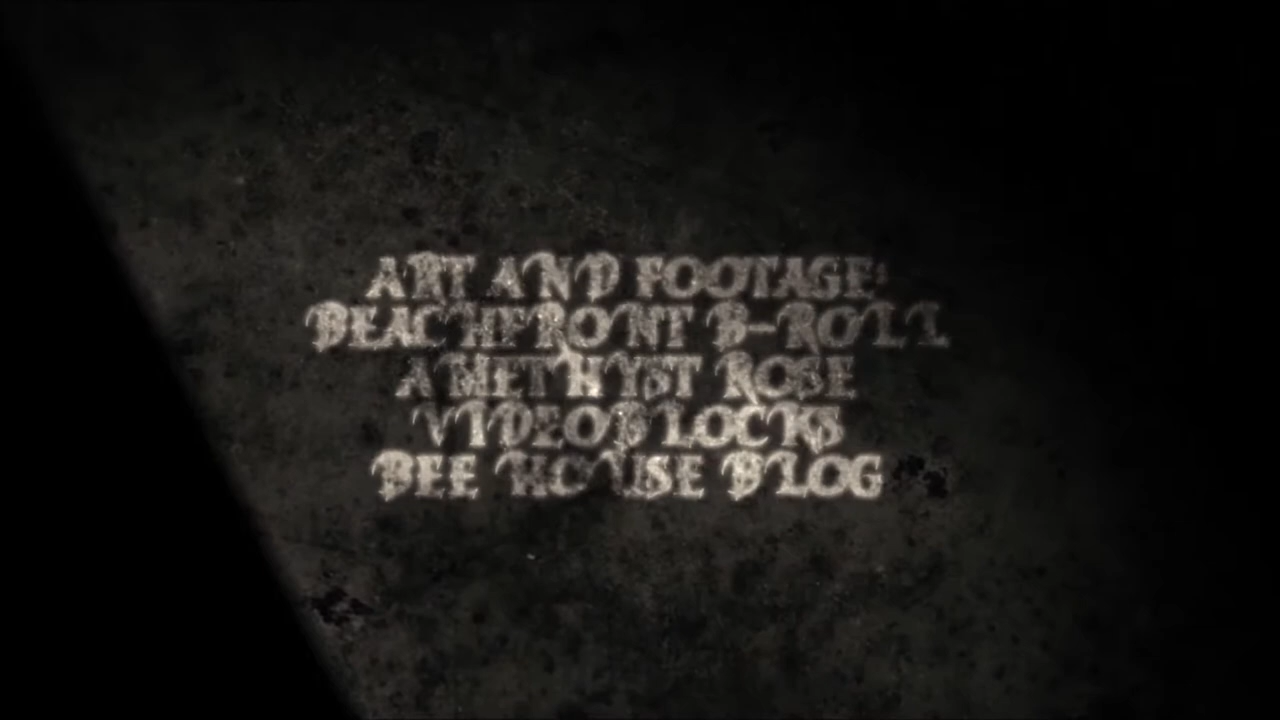 ART AND FOOTAGE:
BEACHFRONT B-ROLL
AMETHYST ROSE
VIDEOBLOCKS
BEE HOUSE BLOG